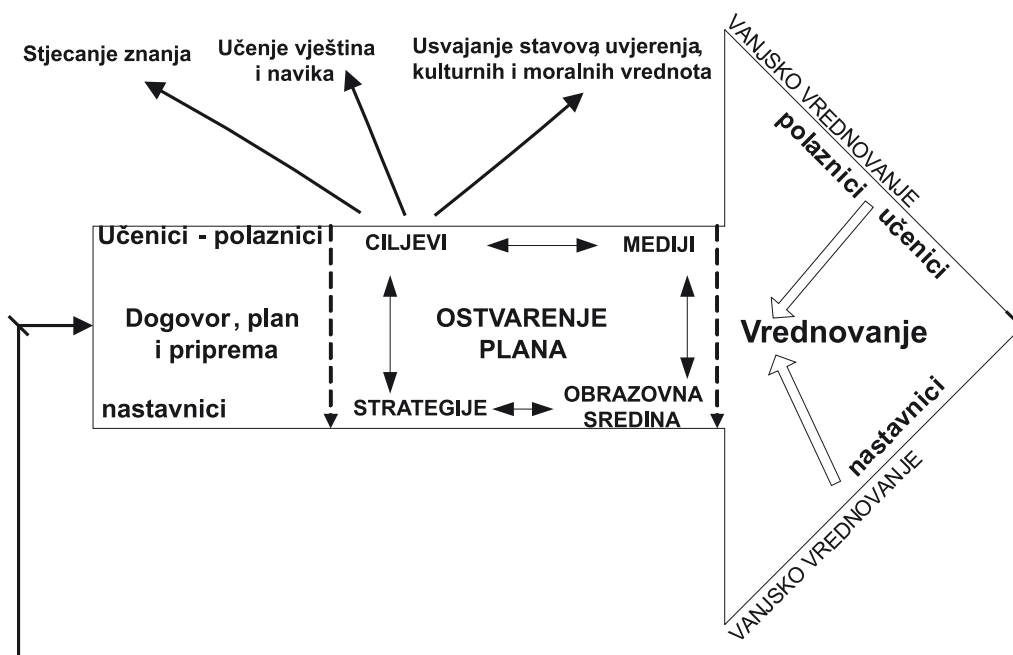 Stjecanje znanja
Učenje vještina
i navika
Usvajanje stavova, uvjerenja,
kulturnih i moralnih vrednota
Učenici - polaznici
Dogovor, plan
i priprema
nastavnici
CILJEVI
MEDIJI
OSTVARENJE
PLANA
STRATEGIJE
OBRAZOVNA
SREDINA
Vrednovanje
VANJSKO VREDNOVANJE
polaznici učenici
nastavnici
VANJSKO VREDNOVANJE